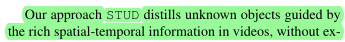 Our approach STUD distills unknown objects guided by
the rich spatial-temporal information in videos, without ex-